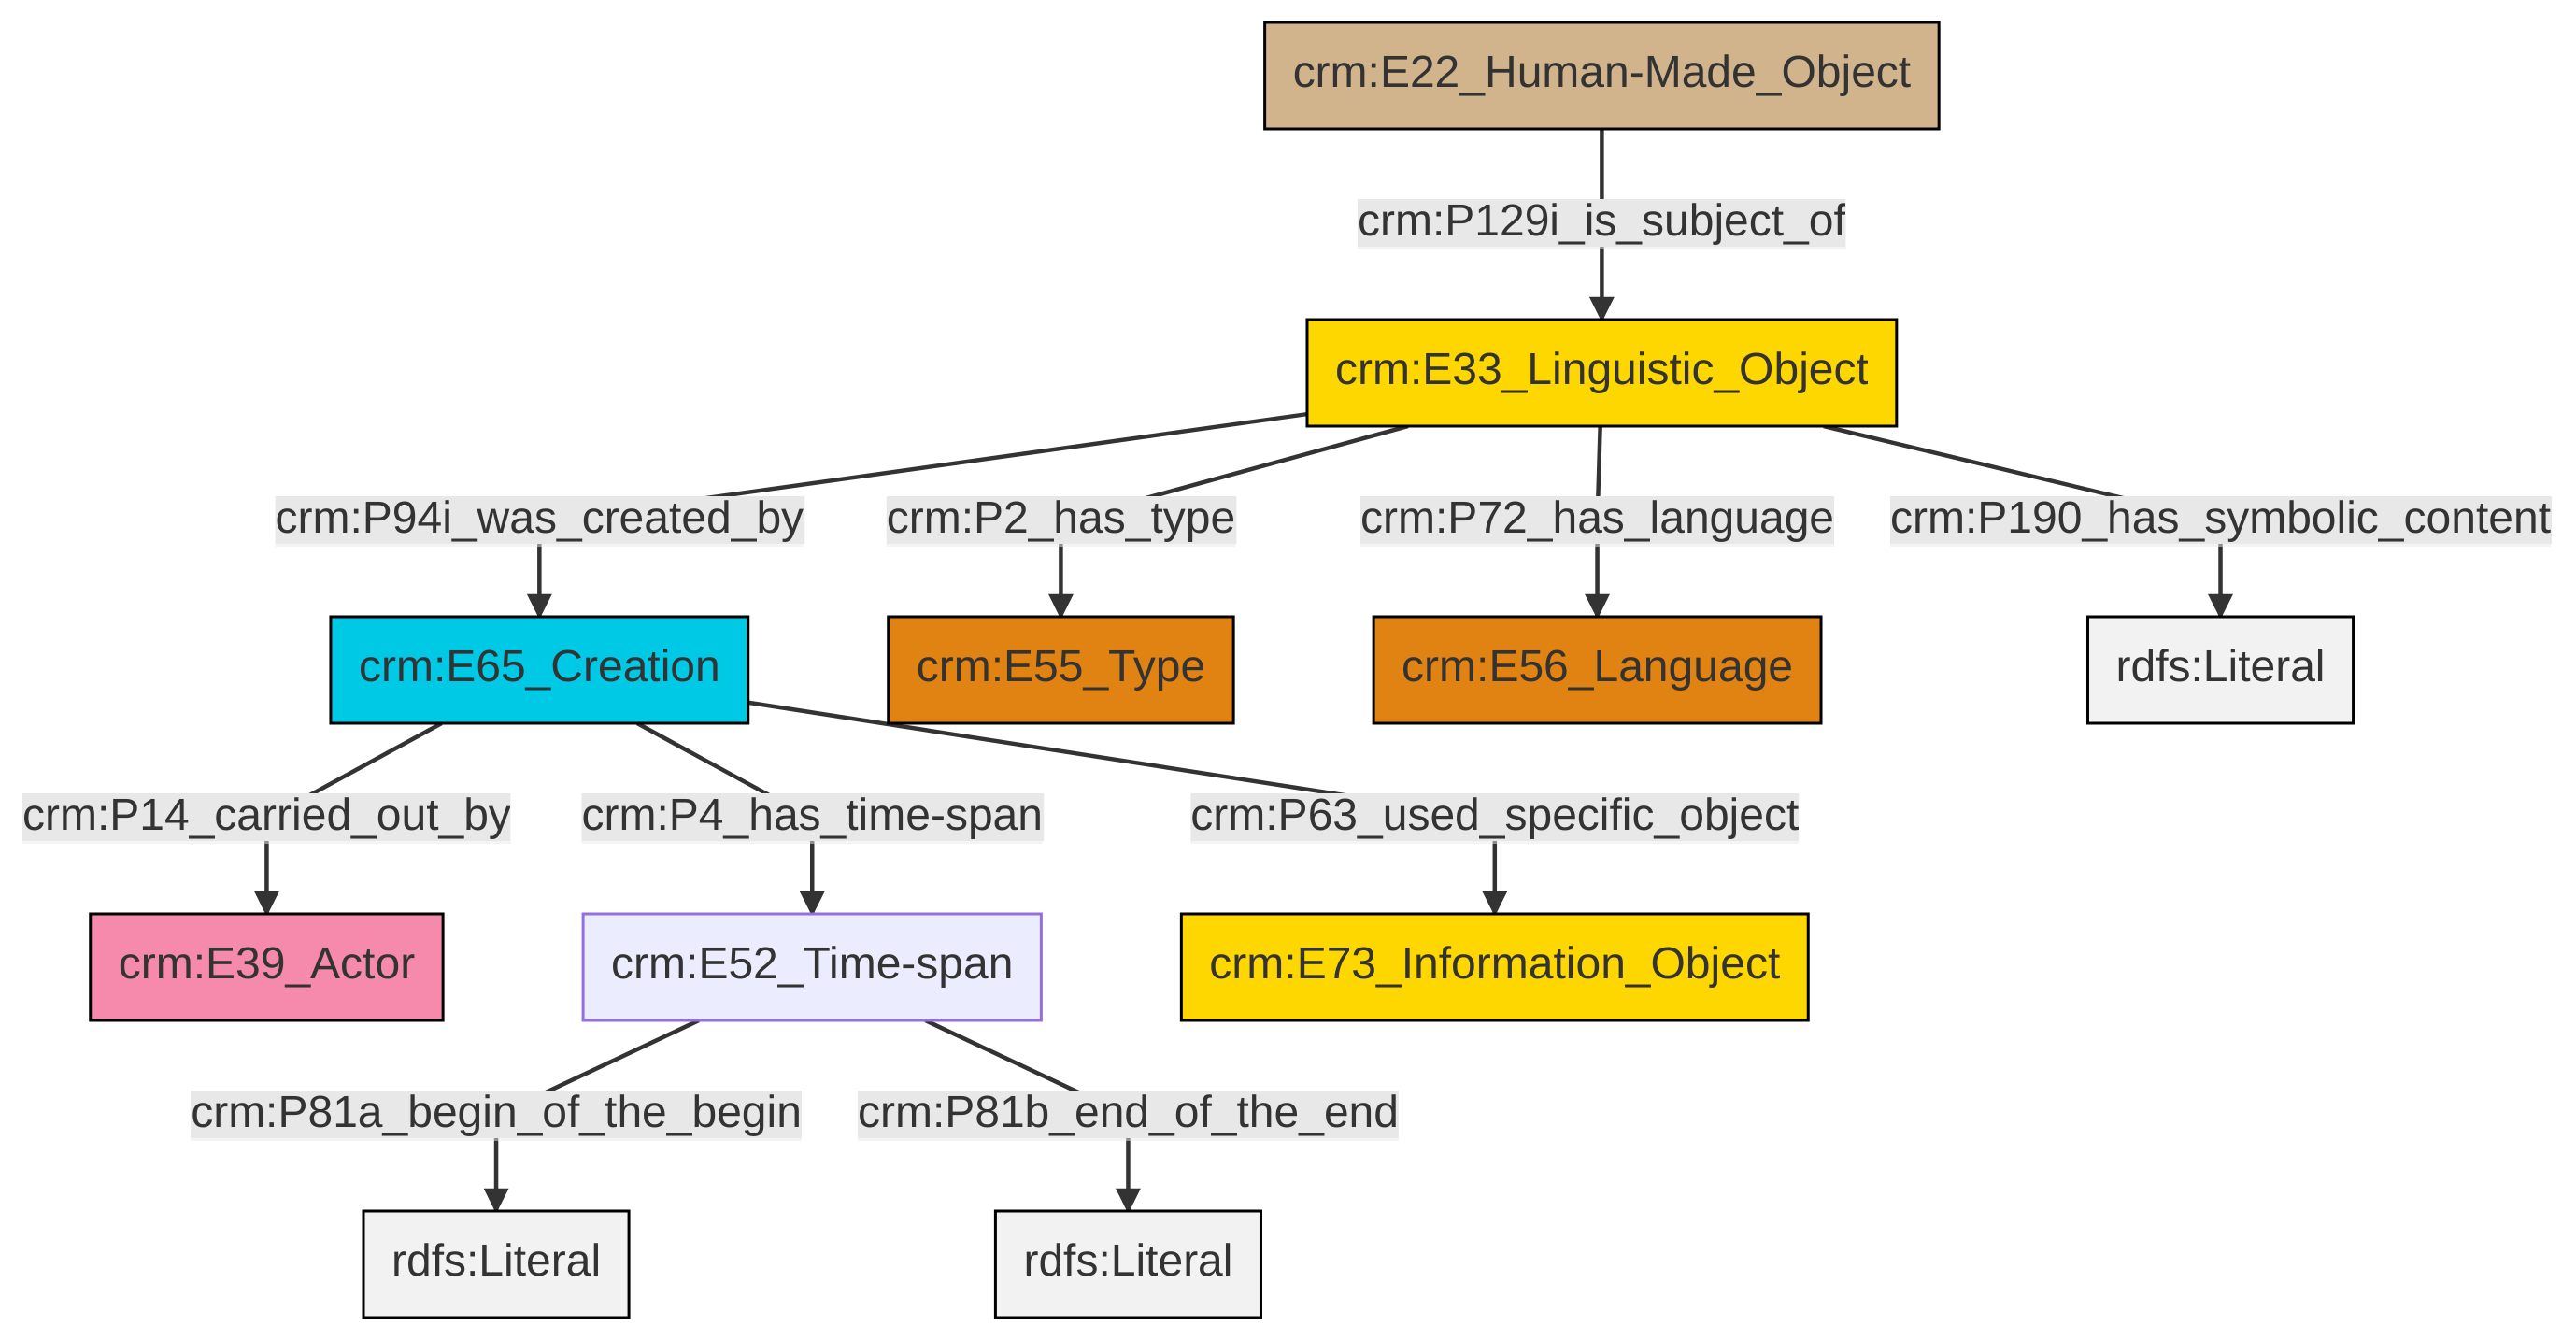 crm:E22_Human-Made_Object
crm:P129i_is_subject_of
crm:E33_Linguistic_Object
crm:P94i_was_created_by
crm:P2_has_type
crm:P72_has_language
crm:P190_has_symbolic_content
crm:E65_Creation
crm:E55_Type
crm:E56_Language
rdfs:Literal
crm:P14_carried_out_by
crm:P4_has_time-span
crm:P63_used_specific_object
crm:E39_Actor
crm:E52_Time-span
crm:E73_Information_Object
crm:P81a_begin_of_the_begin
crm:P81b_end_of_the_end
rdfs:Literal
rdfs:Literal